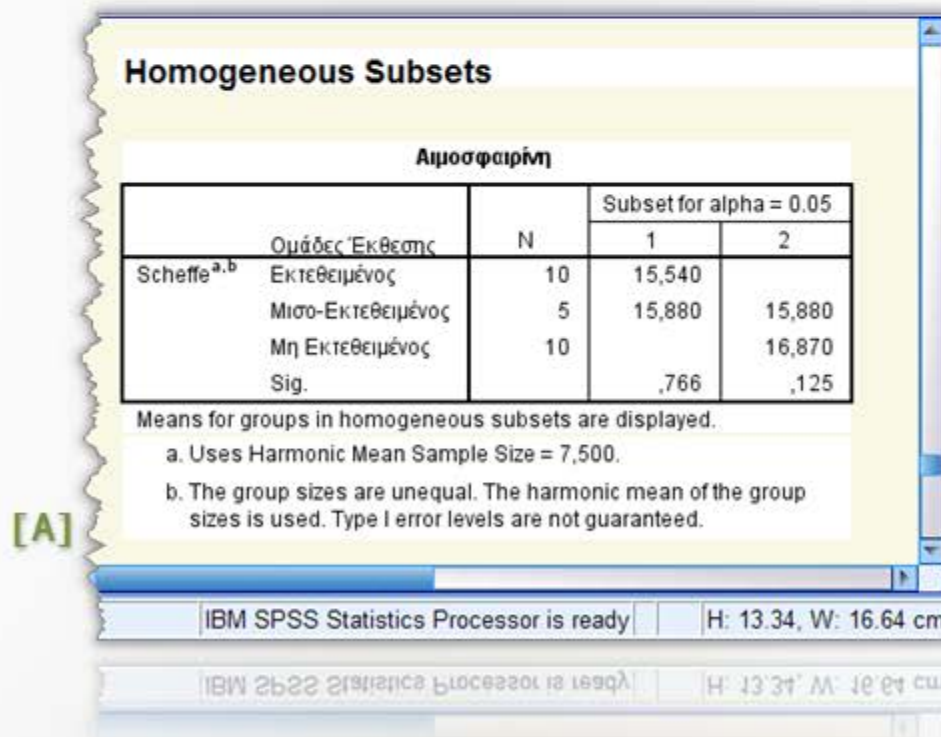 Homogeneous Subsets
Αιμοσφαιρίνη
Subset for alpha = 0.05
Ομάδες Έκθεσης N 1 2
Scheffe a,b Εκτεθειμένος 10 15,540
Μισο-Εκτεθειμένος 5 15,880 15,880
Μη Εκτεθειμένος 10 16,870
Sig. ,766 ,125
Means for groups in homogeneous subsets are displayed.
a. Uses Harmonic Mean Sample Size = 7,500.
b. The group sizes are unequal. The harmonic mean of the group
sizes is used. Type I error levels are not guaranteed.
[A]
IBM SPSS Statistics Processor is ready H: 13.34, W: 16.64 cm